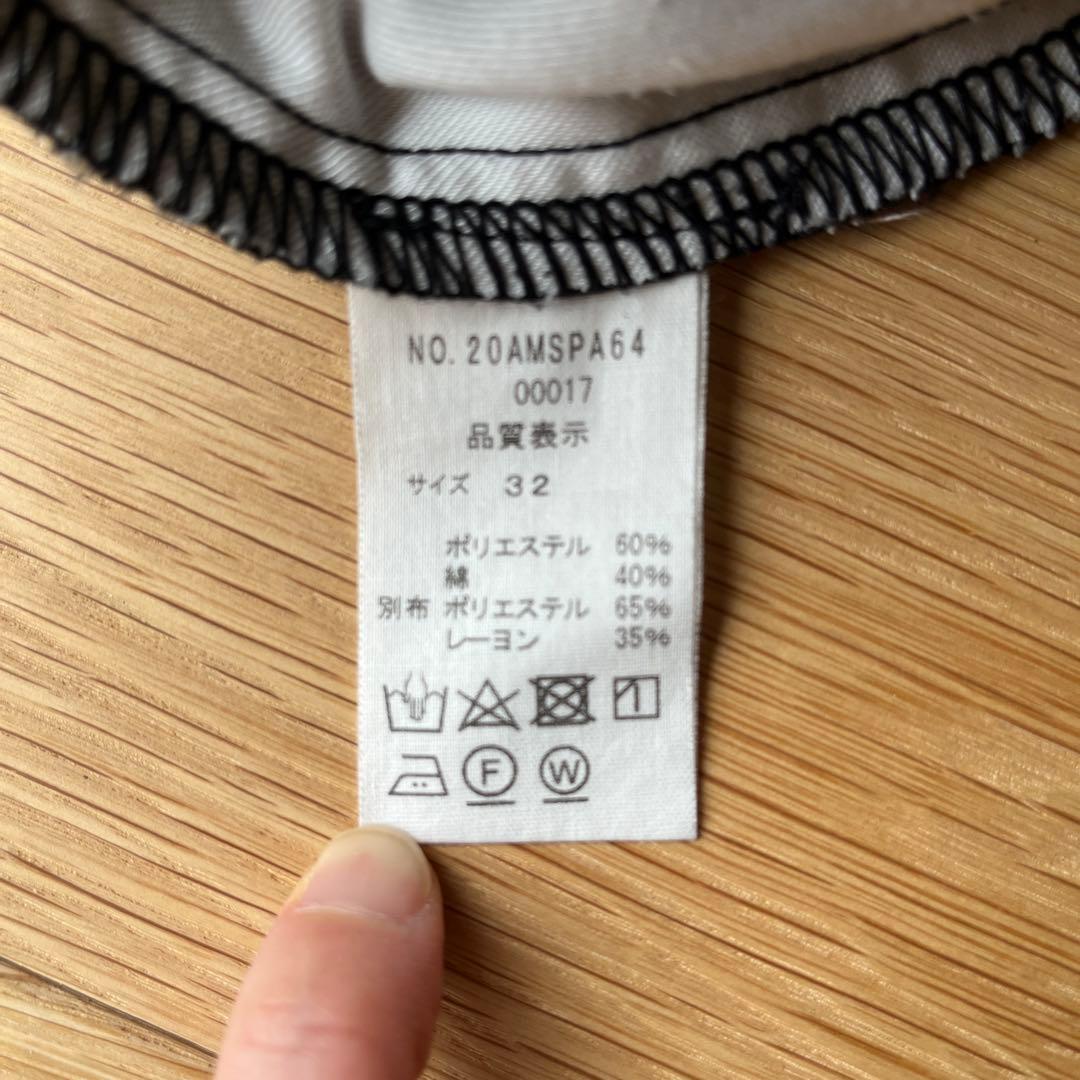 NO. 20AMSPA64
00017
品質表示
サイズ 32
ポリエステル 60%
綿 40%
別布 ポリエステル 65%
レーヨン 35%
F W